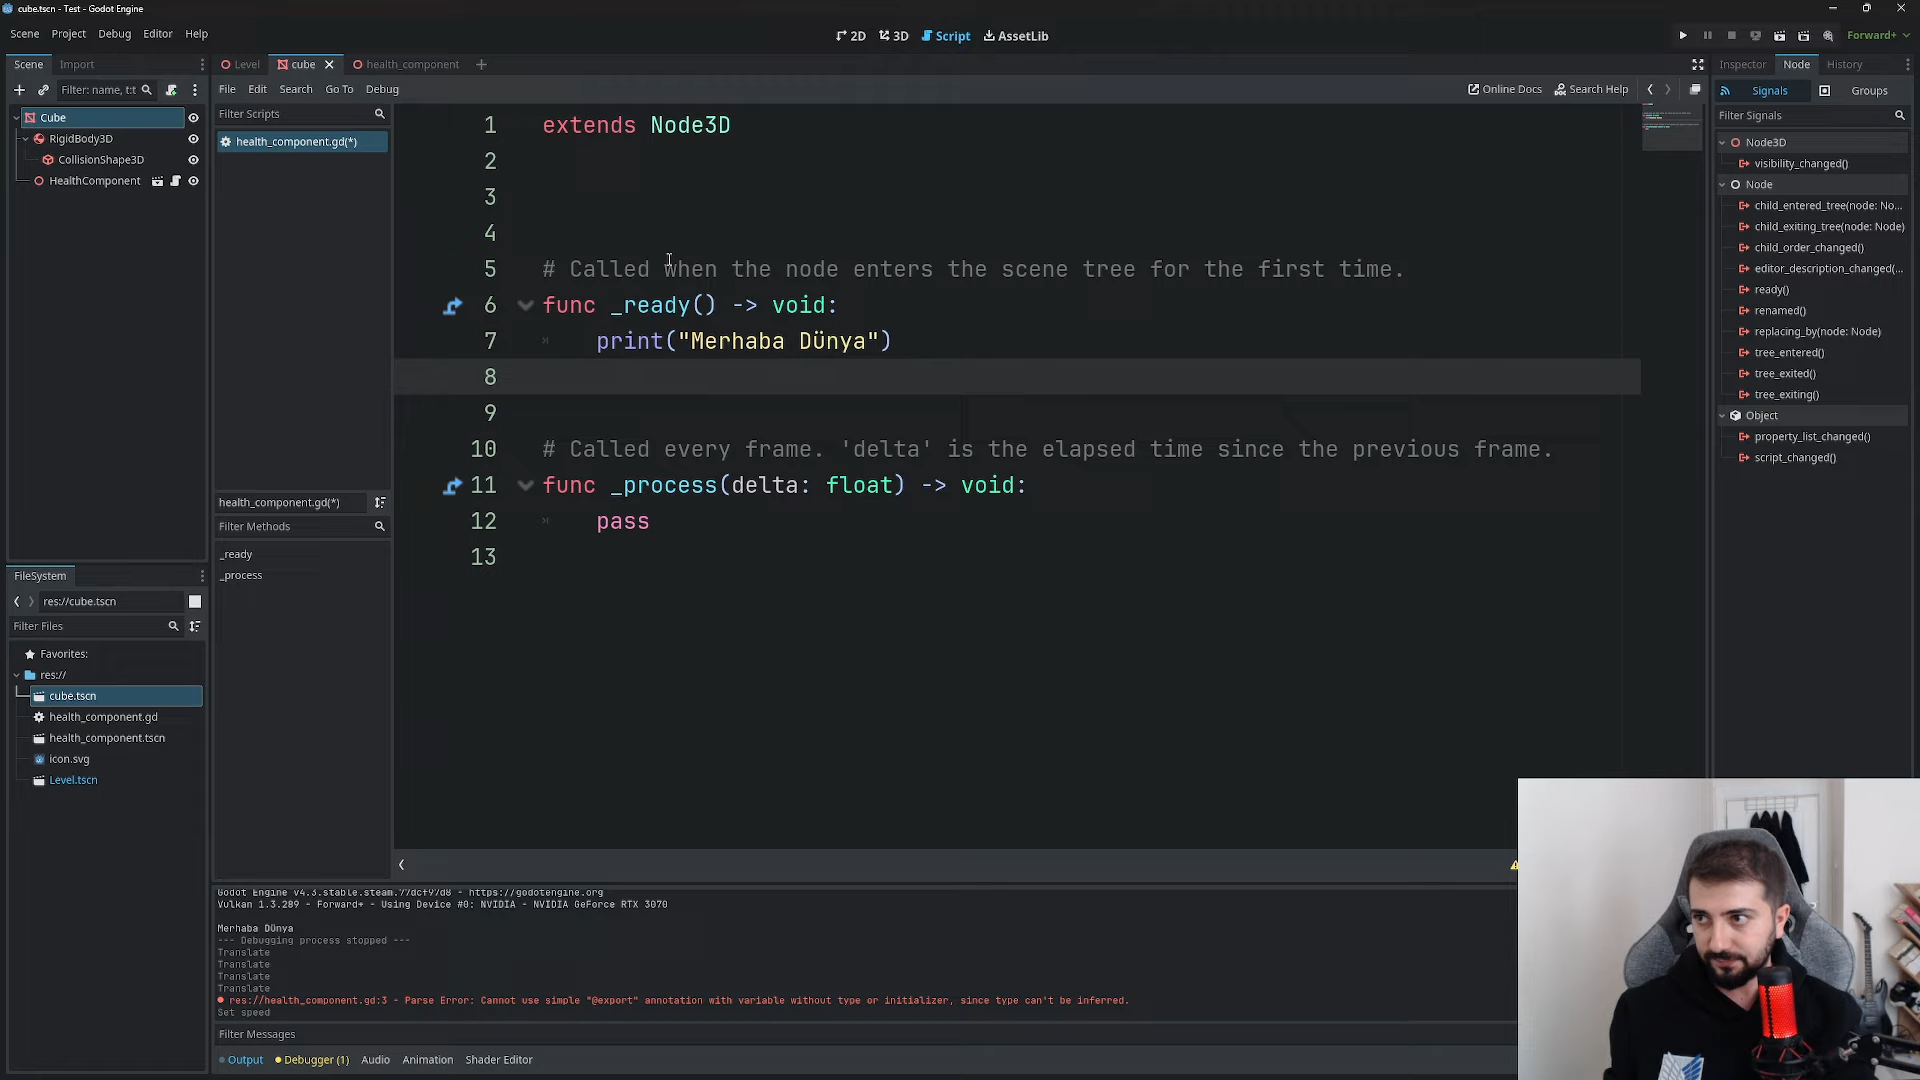 cube.tscn - Test - Godot Engine
Scene Project Debug Editor Help
2D 3D Script AssetLib
Forward+
Scene Import
Level cube health_component
Inspector Node History
Filter: name, t:t
File Edit Search Go To Debug
Online Docs Search Help
Signals Groups
Cube
RigidBody3D
CollisionShape3D
HealthComponent
Filter Scripts
health_component.gd(*)
health_component.gd(*)
Filter Methods
_ready
_process
1 extends Node3D
2
3
4
5 # Called when the node enters the scene tree for the first time.
6 func _ready() -> void:
7 print("Merhaba Dünya")
8
9
10 # Called every frame. 'delta' is the elapsed time since the previous frame.
11 func _process(delta: float) -> void:
12 pass
13
Filter Signals
Node3D
visibility_changed()
Node
child_entered_tree(node: No...
child_exiting_tree(node: Node)
child_order_changed()
editor_description_changed(...
ready()
renamed()
replacing_by(node: Node)
tree_entered()
tree_exited()
tree_exiting()
Object
property_list_changed()
script_changed()
FileSystem
res://cube.tscn
Filter Files
Favorites:
res://
cube.tscn
health_component.gd
health_component.tscn
icon.svg
Level.tscn
Godot Engine v4.3.stable.steam.77dcf97d8 - https://godotengine.org
Vulkan 1.3.289 - Forward+ - Using Device #0: NVIDIA - NVIDIA GeForce RTX 3070
Merhaba Dünya
--- Debugging process stopped ---
Translate
Translate
Translate
Translate
res://health_component.gd:3 - Parse Error: Cannot use simple "@export" annotation with variable without type or initializer, since type can't be inferred.
Set speed
Filter Messages
Output Debugger (1) Audio Animation Shader Editor